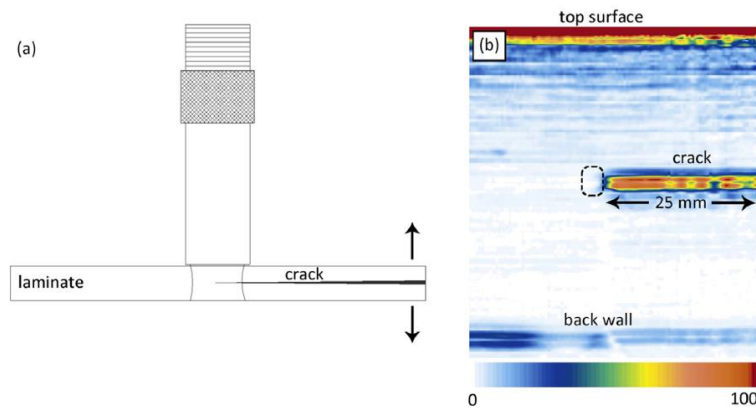 (a)
laminate
crack
top surface
(b)
crack
25 mm
back wall
0
100